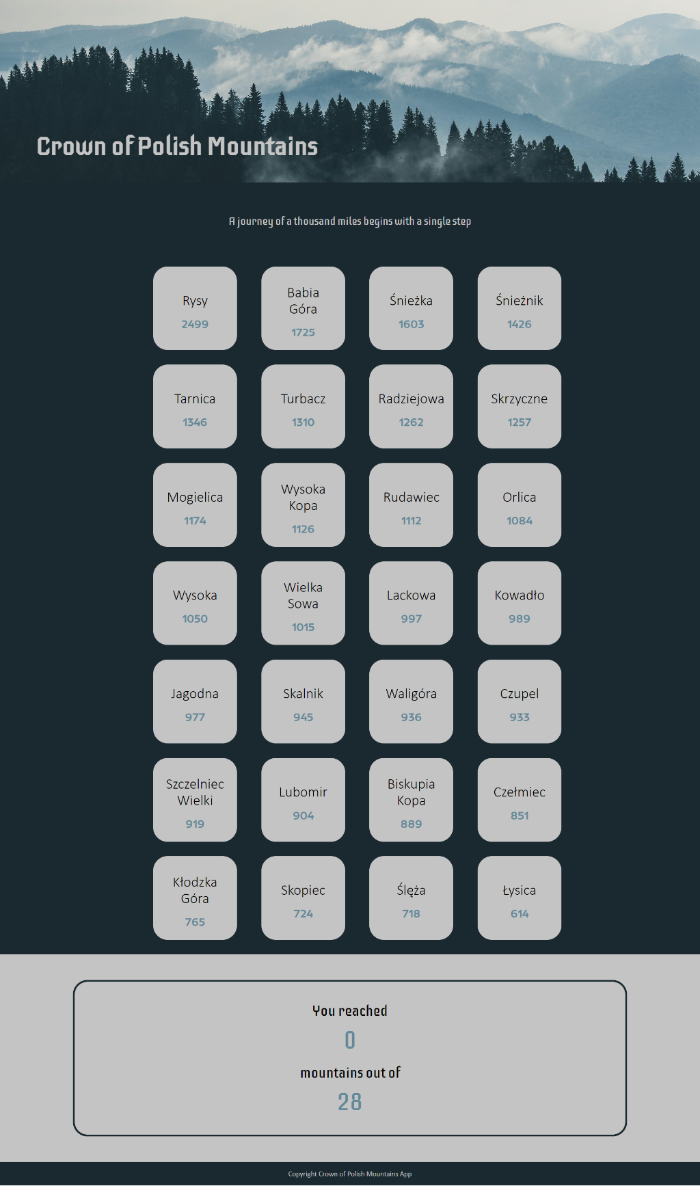 Crown of Polish Mountains
A journey of a thousand miles begins with a single step
Rysy
2499
Babia
Góra
1725
Śnieżka
1603
Śnieżnik
1426
Tarnica
1346
Turbacz
1310
Radziejowa
1262
Skrzyczne
1257
Mogielica
1174
Wysoka
Kopa
1126
Rudawiec
1112
Orlica
1084
Wysoka
1050
Wielka
Sowa
1015
Lackowa
997
Kowadło
989
Jagodna
977
Skalnik
945
Waligóra
936
Czupel
933
Szczelniec
Wielki
919
Lubomir
904
Biskupia
Kopa
889
Czełmiec
851
Kłodzka
Góra
765
Skopiec
724
Ślęża
718
Łysica
614
You reached
0
mountains out of
28
Copyright Crown of Polish Mountains App